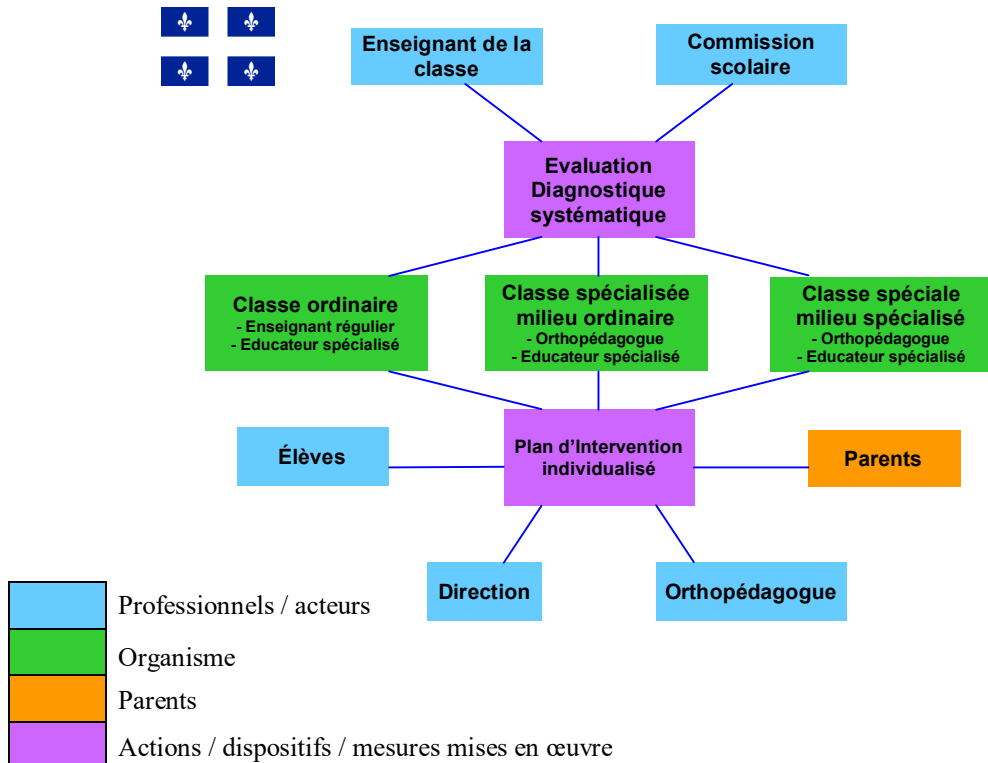 Enseignant de la
classe
Commission
scolaire
Evaluation
Diagnostique
systématique
Classe ordinaire
- Enseignant régulier
- Educateur spécialisé
Classe spécialisée
milieu ordinaire
- Orthopédagogue
- Educateur spécialisé
Classe spéciale
milieu spécialisé
- Orthopédagogue
- Educateur spécialisé
Élèves
Plan d'Intervention
individualisé
Parents
Direction
Orthopédagogue
Professionnels / acteurs
Organisme
Parents
Actions / dispositifs / mesures mises en œuvre